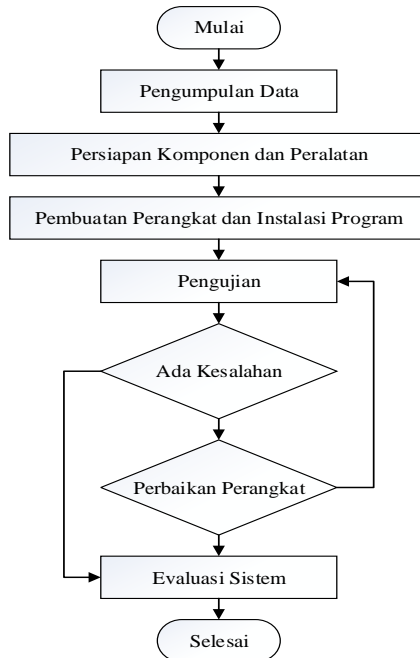 Mulai
Pengumpulan Data
Persiapan Komponen dan Peralatan
Pembuatan Perangkat dan Instalasi Program
Pengujian
Ada Kesalahan
Perbaikan Perangkat
Evaluasi Sistem
Selesai